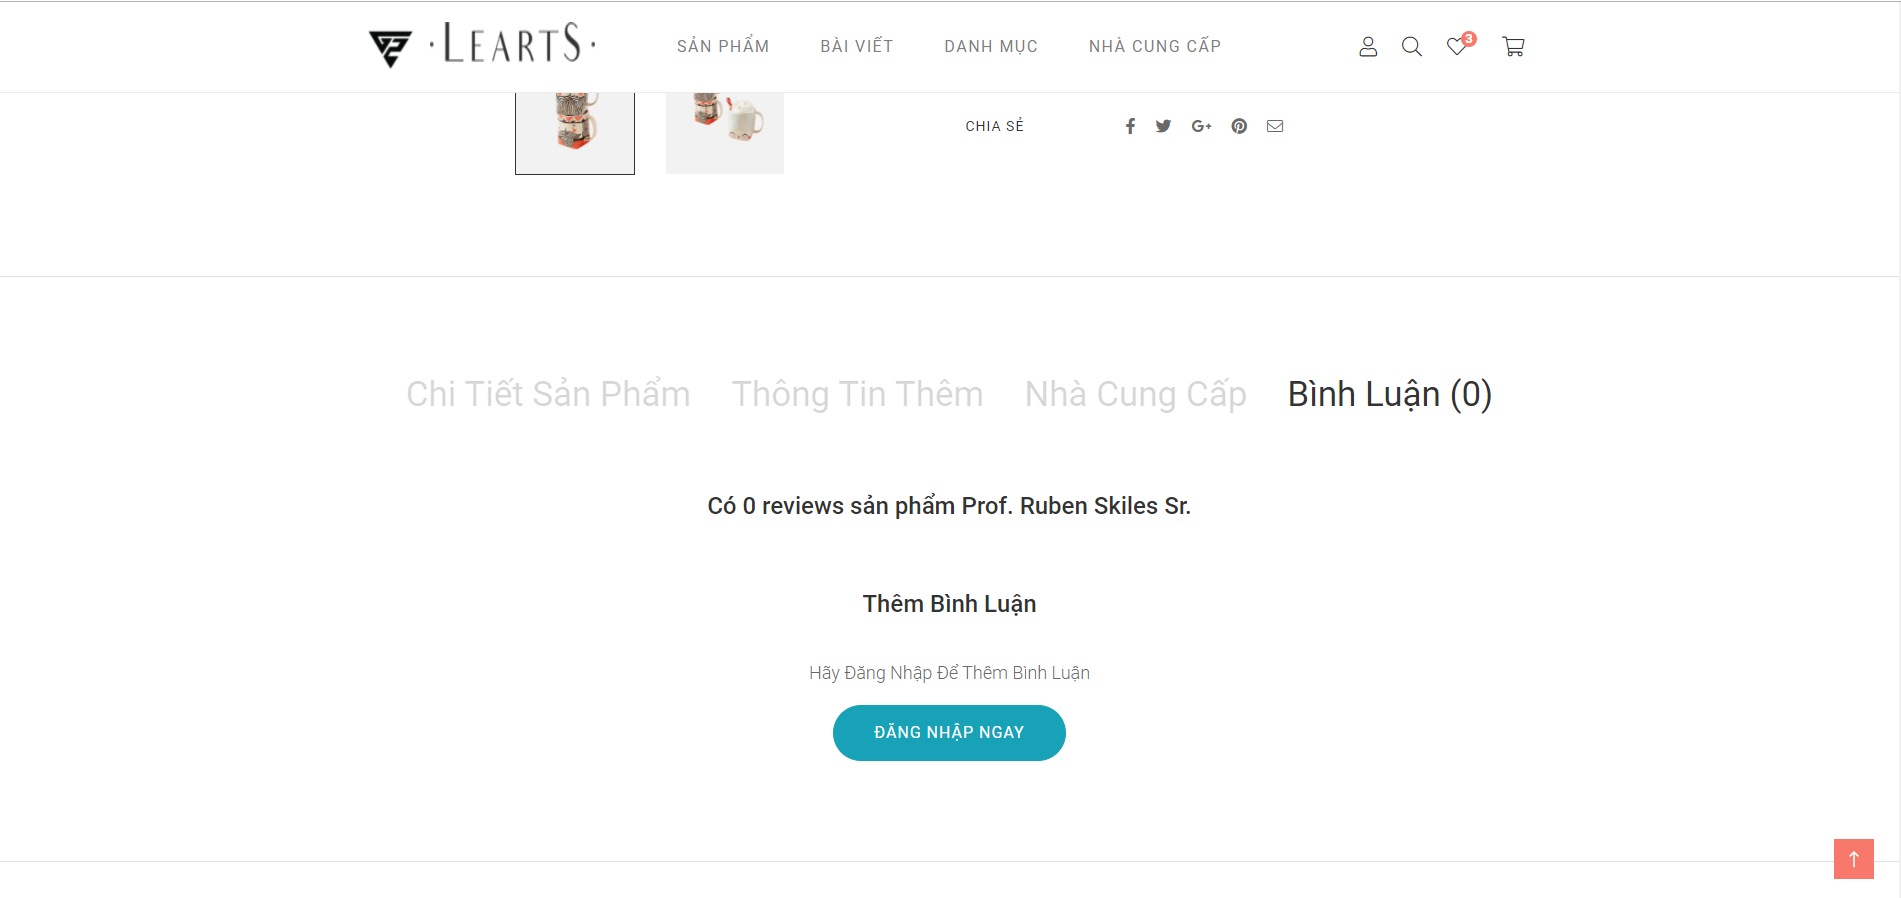 ·LEARTS·
SẢN PHẨM BÀI VIẾT DANH MỤC NHÀ CUNG CẤP
3
CHIA SẺ
Chi Tiết Sản Phẩm Thông Tin Thêm Nhà Cung Cấp Bình Luận (0)
Có 0 reviews sản phẩm Prof. Ruben Skiles Sr.
Thêm Bình Luận
Hãy Đăng Nhập Để Thêm Bình Luận
ĐĂNG NHẬP NGAY